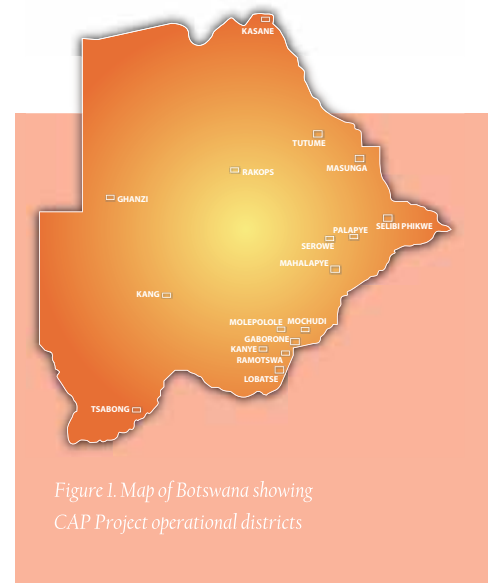 KASANE
TUTUME
MASUNGA
RAKOPS
GHANZI
SELIBI PHIKWE
PALAPYE
SEROWE
MAHALAPYE
KANG
MOLEPOLOLE MOCHUDI
GABORONE
KANYE
RAMOTSWA
LOBATSE
TSABONG
Figure 1. Map of Botswana showing
CAP Project operational districts